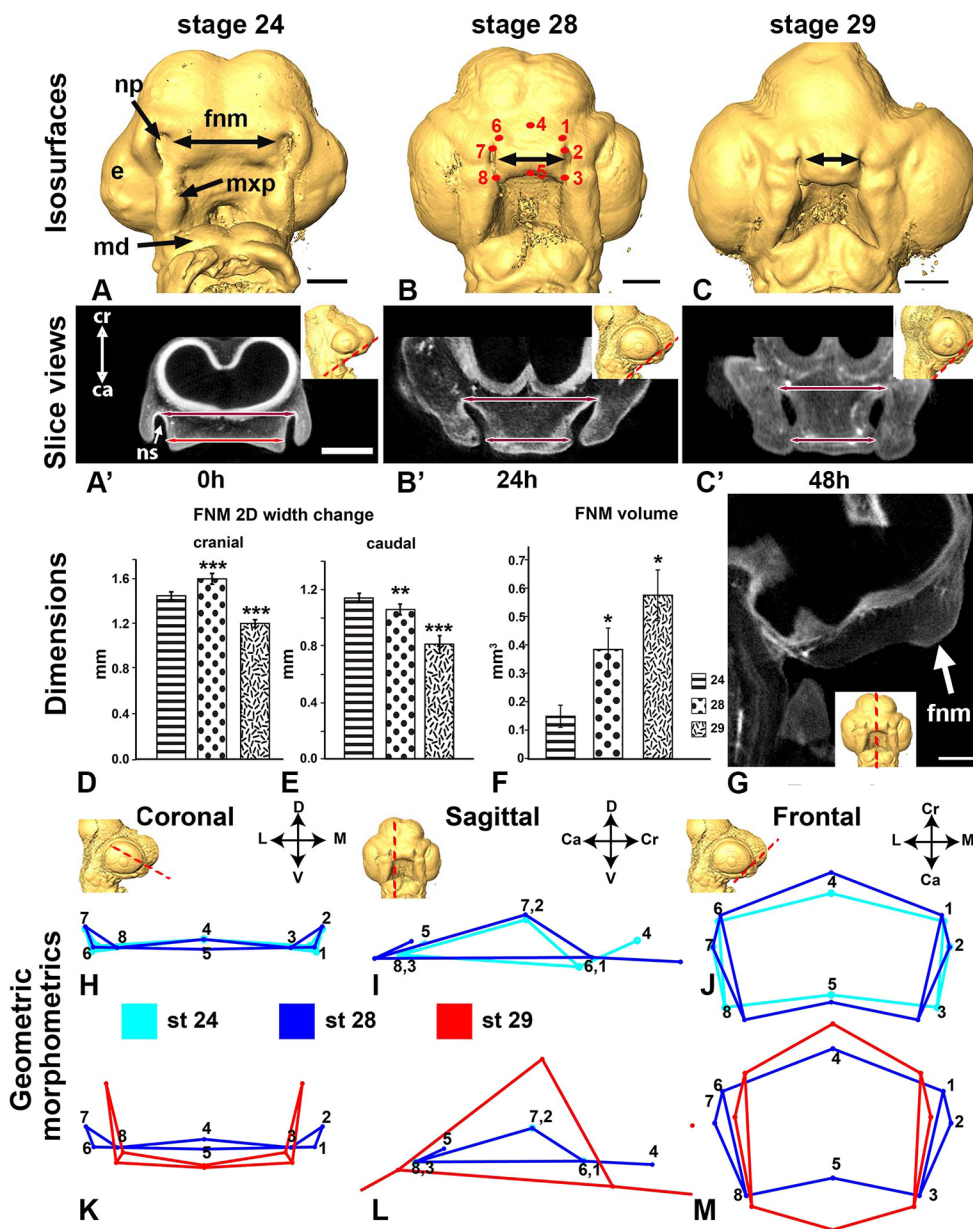 stage 24 stage 28 stage 29
Isosurfaces
np
fnm
e
mxp
md
A
4
6 1
7 2
8 5 3
B
C
Slice views
cr
ca
ns
A' 0h
B' 24h
C' 48h
Dimensions
FNM 2D width change
cranial
mm
1.6
1.2
0.8
0.4
0.0
***
***
D
caudal
mm
1.2
0.8
0.4
0.0
**
***
E
FNM volume
mm3
0.7
0.6
0.5
0.4
0.3
0.2
0.1
0
*
*
24
28
29
F
fnm
G
Geometric morphometrics
Coronal
D
L M
V
7 4 2
6 8 5 3 1
H
Sagittal
D
Ca Cr
V
7,2
5 4
8,3 6,1
I
Frontal
Cr
L M
Ca
4
6 1
7 2
5
8 3
J
st 24 st 28 st 29
7 8 4 3 2
6 5 1
K
7,2
5 4
8,3 6,1
L
4
6 1
7 2
5
8 3
M